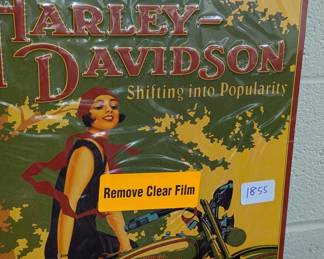 HARLEY-
DAVIDSON
Shifting into Popularity
Remove Clear Film
1855